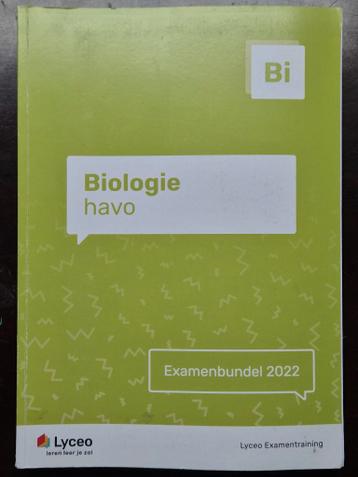 Bi
Biologie
havo
Examenbundel 2022
Lyceo
leren leer je zo!
Lyceo Examentraining